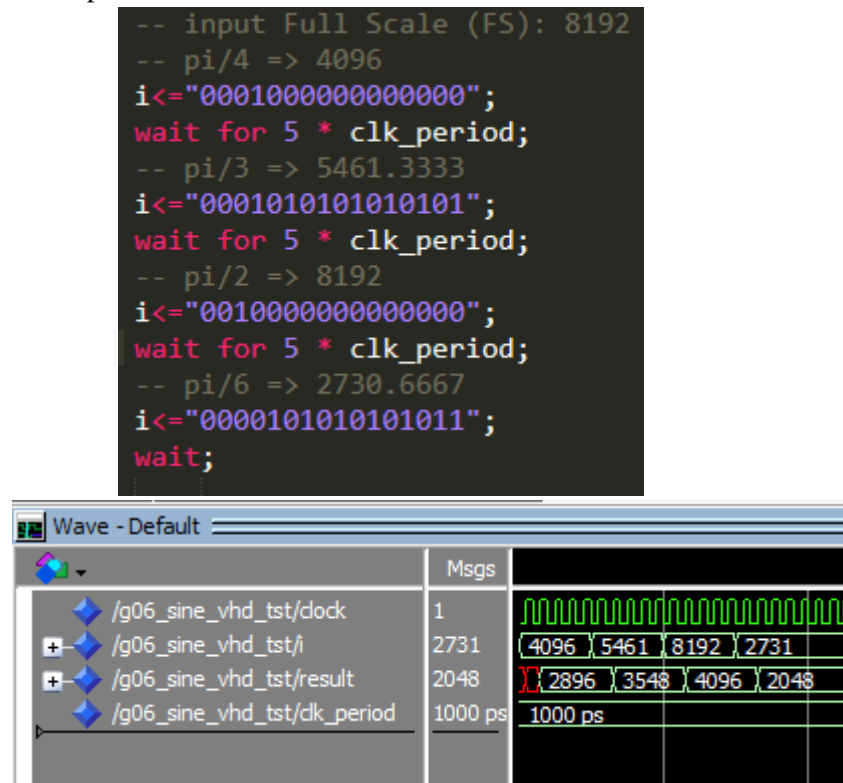 -- input Full Scale (FS): 8192
-- pi/4 => 4096
i<="0001000000000000";
wait for 5 * clk_period;
-- pi/3 => 5461.3333
i<="0001010101010101";
wait for 5 * clk_period;
-- pi/2 => 8192
i<="0010000000000000";
wait for 5 * clk_period;
-- pi/6 => 2730.6667
i<="0000101010101011";
wait;
Wave - Default
Msgs
/g06_sine_vhd_tst/clock 1
/g06_sine_vhd_tst/i 2731 4096 5461 8192 2731
/g06_sine_vhd_tst/result 2048 2896 3548 4096 2048
/g06_sine_vhd_tst/clk_period 1000 ps 1000 ps